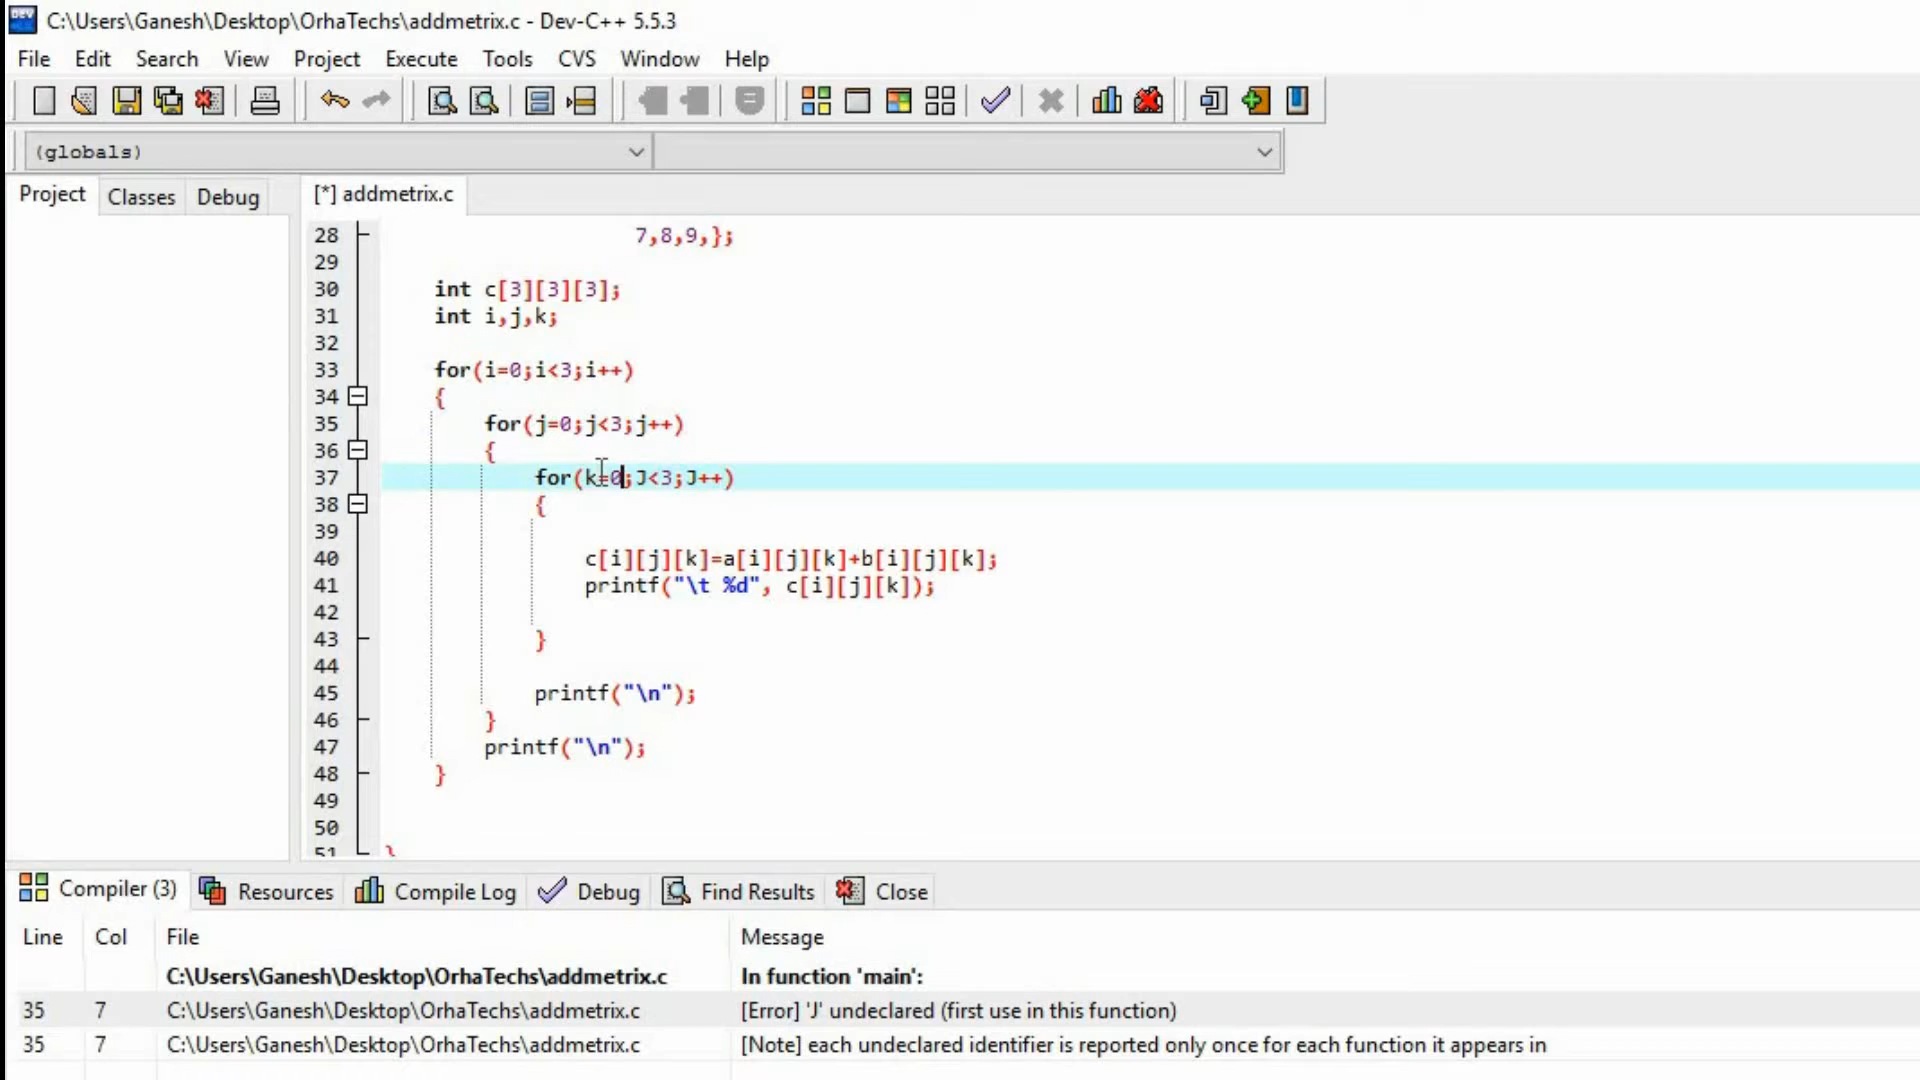 C:\Users\Ganesh\Desktop\OrhaTechs\addmetrix.c - Dev-C++ 5.5.3
File Edit Search View Project Execute Tools CVS Window Help
(globals)
Project Classes Debug [*] addmetrix.c
28 7,8,9,};
29
30 int c[3][3][3];
31 int i,j,k;
32
33 for(i=0;i<3;i++)
34 {
35 for(j=0;j<3;j++)
36 {
37 for(k=0;J<3;J++)
38 {
39
40 c[i][j][k]=a[i][j][k]+b[i][j][k];
41 printf("\t %d", c[i][j][k]);
42
43 }
44
45 printf("\n");
46 }
47 printf("\n");
48 }
49
50
51 }
Compiler (3) Resources Compile Log Debug Find Results Close
Line Col File Message
C:\Users\Ganesh\Desktop\OrhaTechs\addmetrix.c In function 'main':
35 7 C:\Users\Ganesh\Desktop\OrhaTechs\addmetrix.c [Error] 'J' undeclared (first use in this function)
35 7 C:\Users\Ganesh\Desktop\OrhaTechs\addmetrix.c [Note] each undeclared identifier is reported only once for each function it appears in